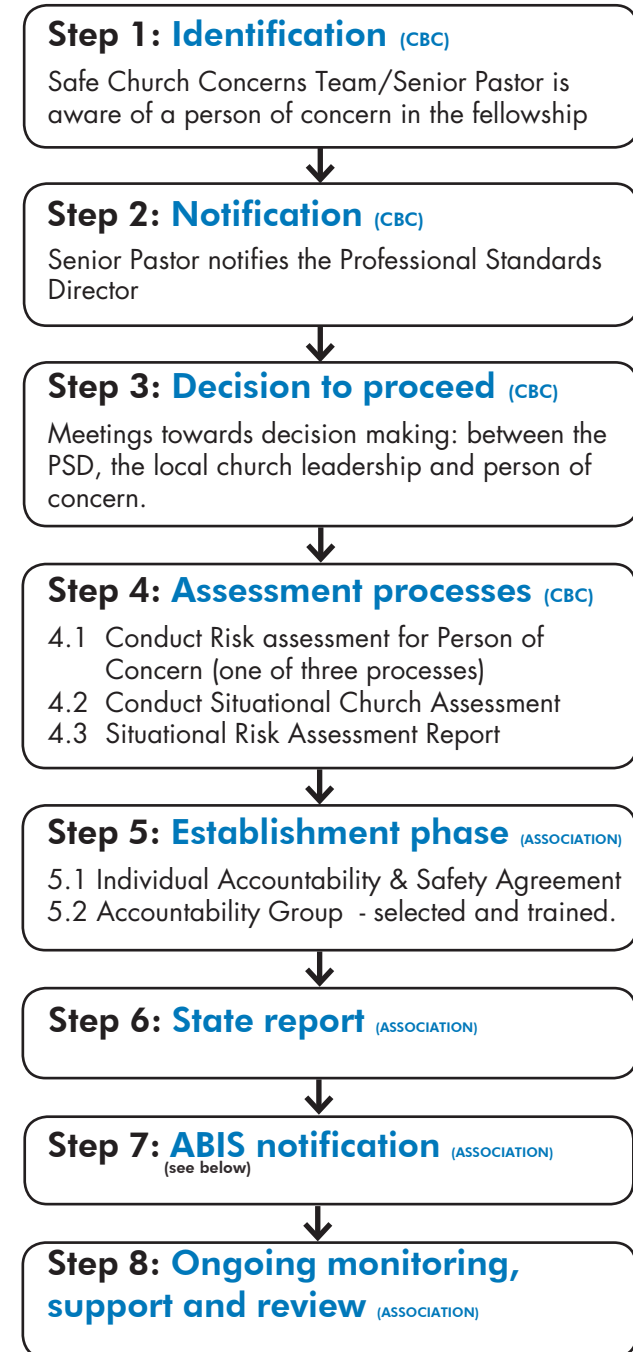 Step 1: Identification (CBC)
Safe Church Concerns Team/Senior Pastor is
aware of a person of concern in the fellowship
Step 2: Notification (CBC)
Senior Pastor notifies the Professional Standards
Director
Step 3: Decision to proceed (CBC)
Meetings towards decision making: between the
PSD, the local church leadership and person of
concern.
Step 4: Assessment processes (CBC)
4.1 Conduct Risk assessment for Person of
Concern (one of three processes)
4.2 Conduct Situational Church Assessment
4.3 Situational Risk Assessment Report
Step 5: Establishment phase (ASSOCIATION)
5.1 Individual Accountability & Safety Agreement
5.2 Accountability Group - selected and trained.
Step 6: State report (ASSOCIATION)
Step 7: ABIS notification (ASSOCIATION)
(see below)
Step 8: Ongoing monitoring,
support and review (ASSOCIATION)